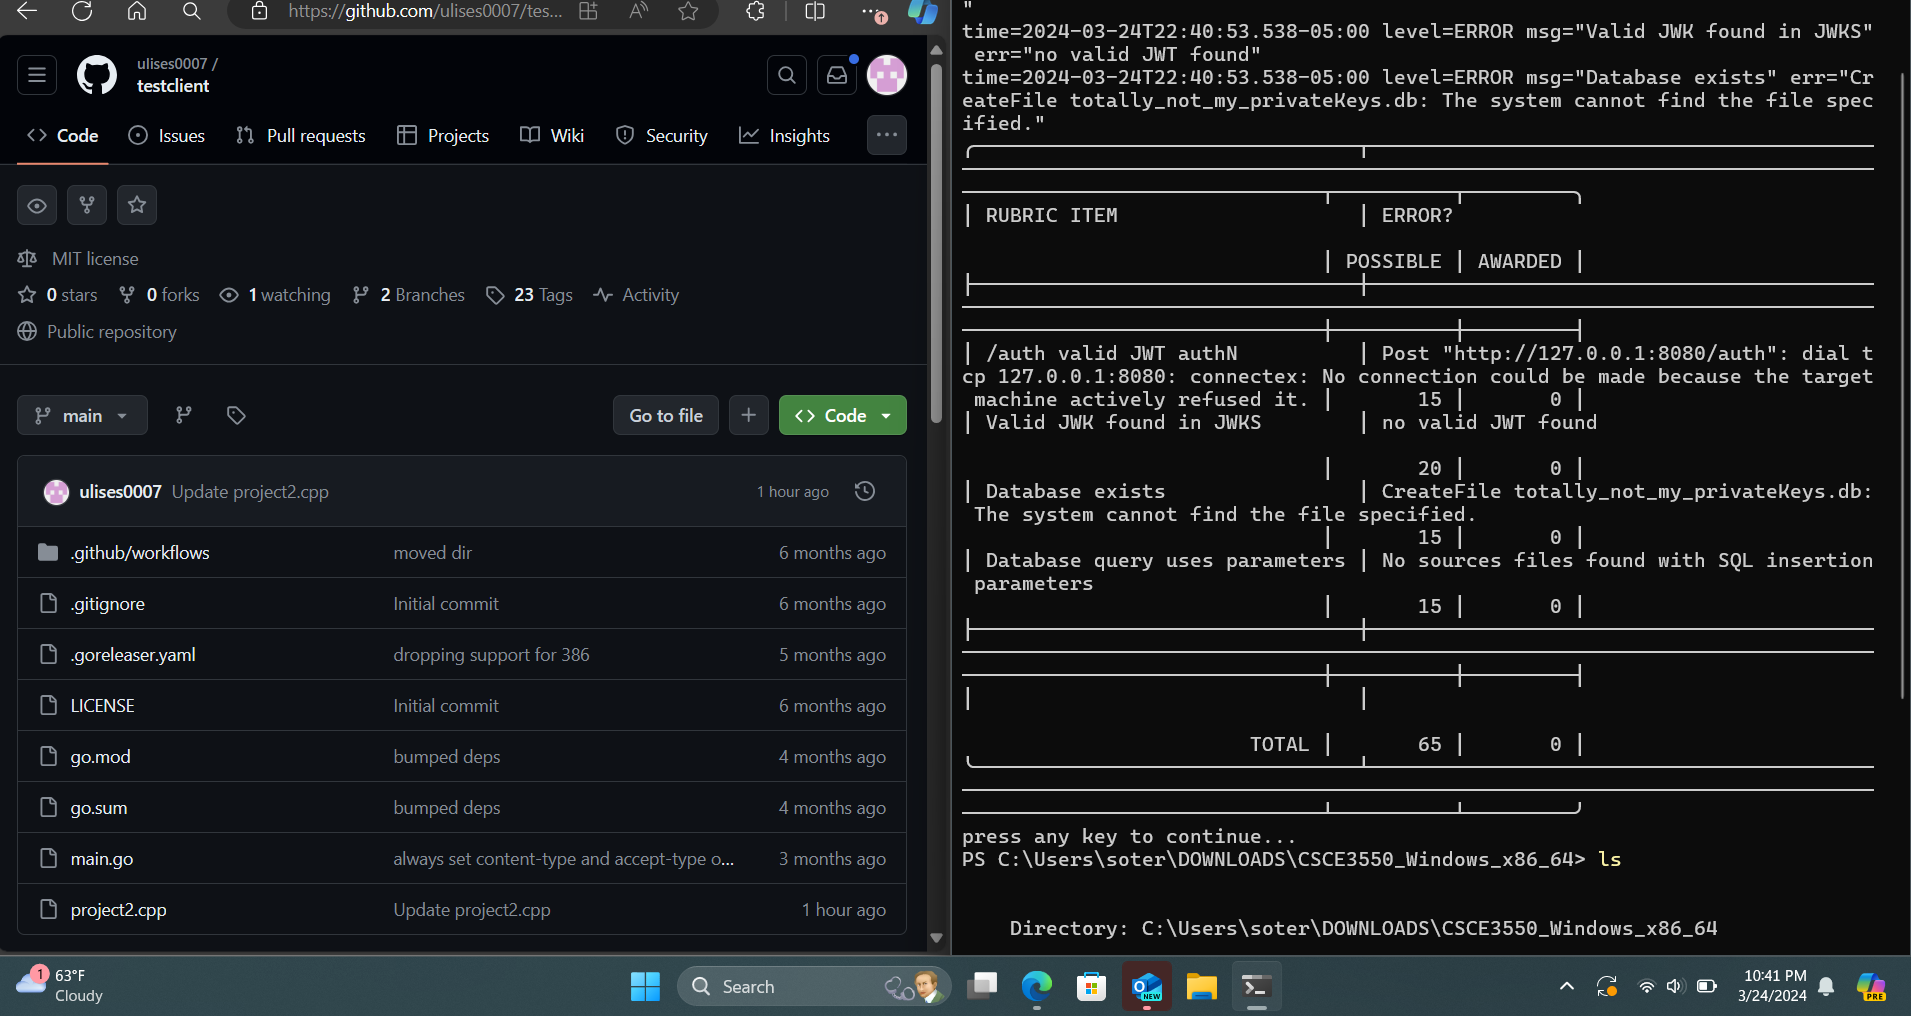 https://github.com/ulises0007/tes...
ulises0007 /
testclient
Code
Issues
Pull requests
Projects
Wiki
Security
Insights
MIT license
0 stars
0 forks
1 watching
2 Branches
23 Tags
Activity
Public repository
main
Go to file
Code
ulises0007 Update project2.cpp 1 hour ago
.github/workflows moved dir 6 months ago
.gitignore Initial commit 6 months ago
.goreleaser.yaml dropping support for 386 5 months ago
LICENSE Initial commit 6 months ago
go.mod bumped deps 4 months ago
go.sum bumped deps 4 months ago
main.go always set content-type and accept-type o... 3 months ago
project2.cpp Update project2.cpp 1 hour ago
"
time=2024-03-24T22:40:53.538-05:00 level=ERROR msg="Valid JWK found in JWKS"
err="no valid JWT found"
time=2024-03-24T22:40:53.538-05:00 level=ERROR msg="Database exists" err="Cr
eateFile totally_not_my_privateKeys.db: The system cannot find the file spec
ified."
| RUBRIC ITEM | ERROR?
| POSSIBLE | AWARDED |
| /auth valid JWT authN | Post "http://127.0.0.1:8080/auth": dial t
cp 127.0.0.1:8080: connectex: No connection could be made because the target
machine actively refused it. | 15 | 0 |
| Valid JWK found in JWKS | no valid JWT found
| 20 | 0 |
| Database exists | CreateFile totally_not_my_privateKeys.db:
The system cannot find the file specified.
| 15 | 0 |
| Database query uses parameters | No sources files found with SQL insertion
parameters
| 15 | 0 |
| |
TOTAL | 65 | 0 |
press any key to continue...
PS C:\Users\soter\DOWNLOADS\CSCE3550_Windows_x86_64> ls
Directory: C:\Users\soter\DOWNLOADS\CSCE3550_Windows_x86_64
1
63°F
Cloudy
Search
NEW
10:41 PM
3/24/2024
PRE